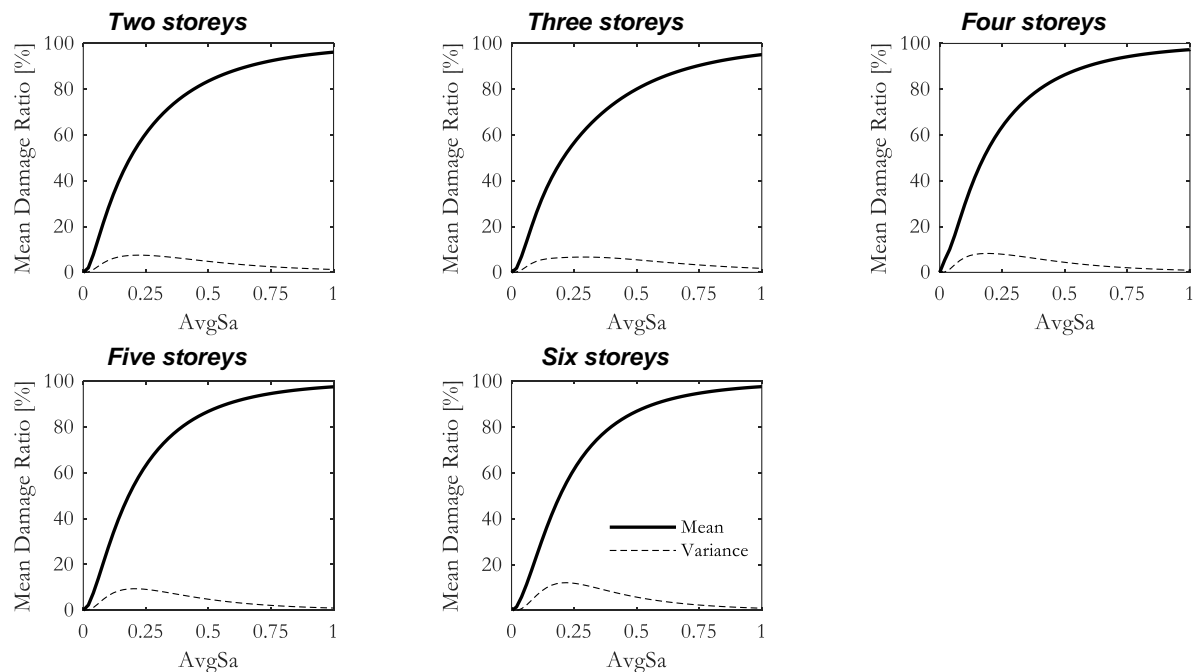 Two storeys
Mean Damage Ratio [%]
100
80
60
40
20
0
0 0.25 0.5 0.75 1
AvgSa
Three storeys
Mean Damage Ratio [%]
100
80
60
40
20
0
0 0.25 0.5 0.75 1
AvgSa
Four storeys
Mean Damage Ratio [%]
100
80
60
40
20
0
0 0.25 0.5 0.75 1
AvgSa
Five storeys
Mean Damage Ratio [%]
100
80
60
40
20
0
0 0.25 0.5 0.75 1
AvgSa
Six storeys
Mean Damage Ratio [%]
100
80
60
40
20
0
Mean
Variance
0 0.25 0.5 0.75 1
AvgSa